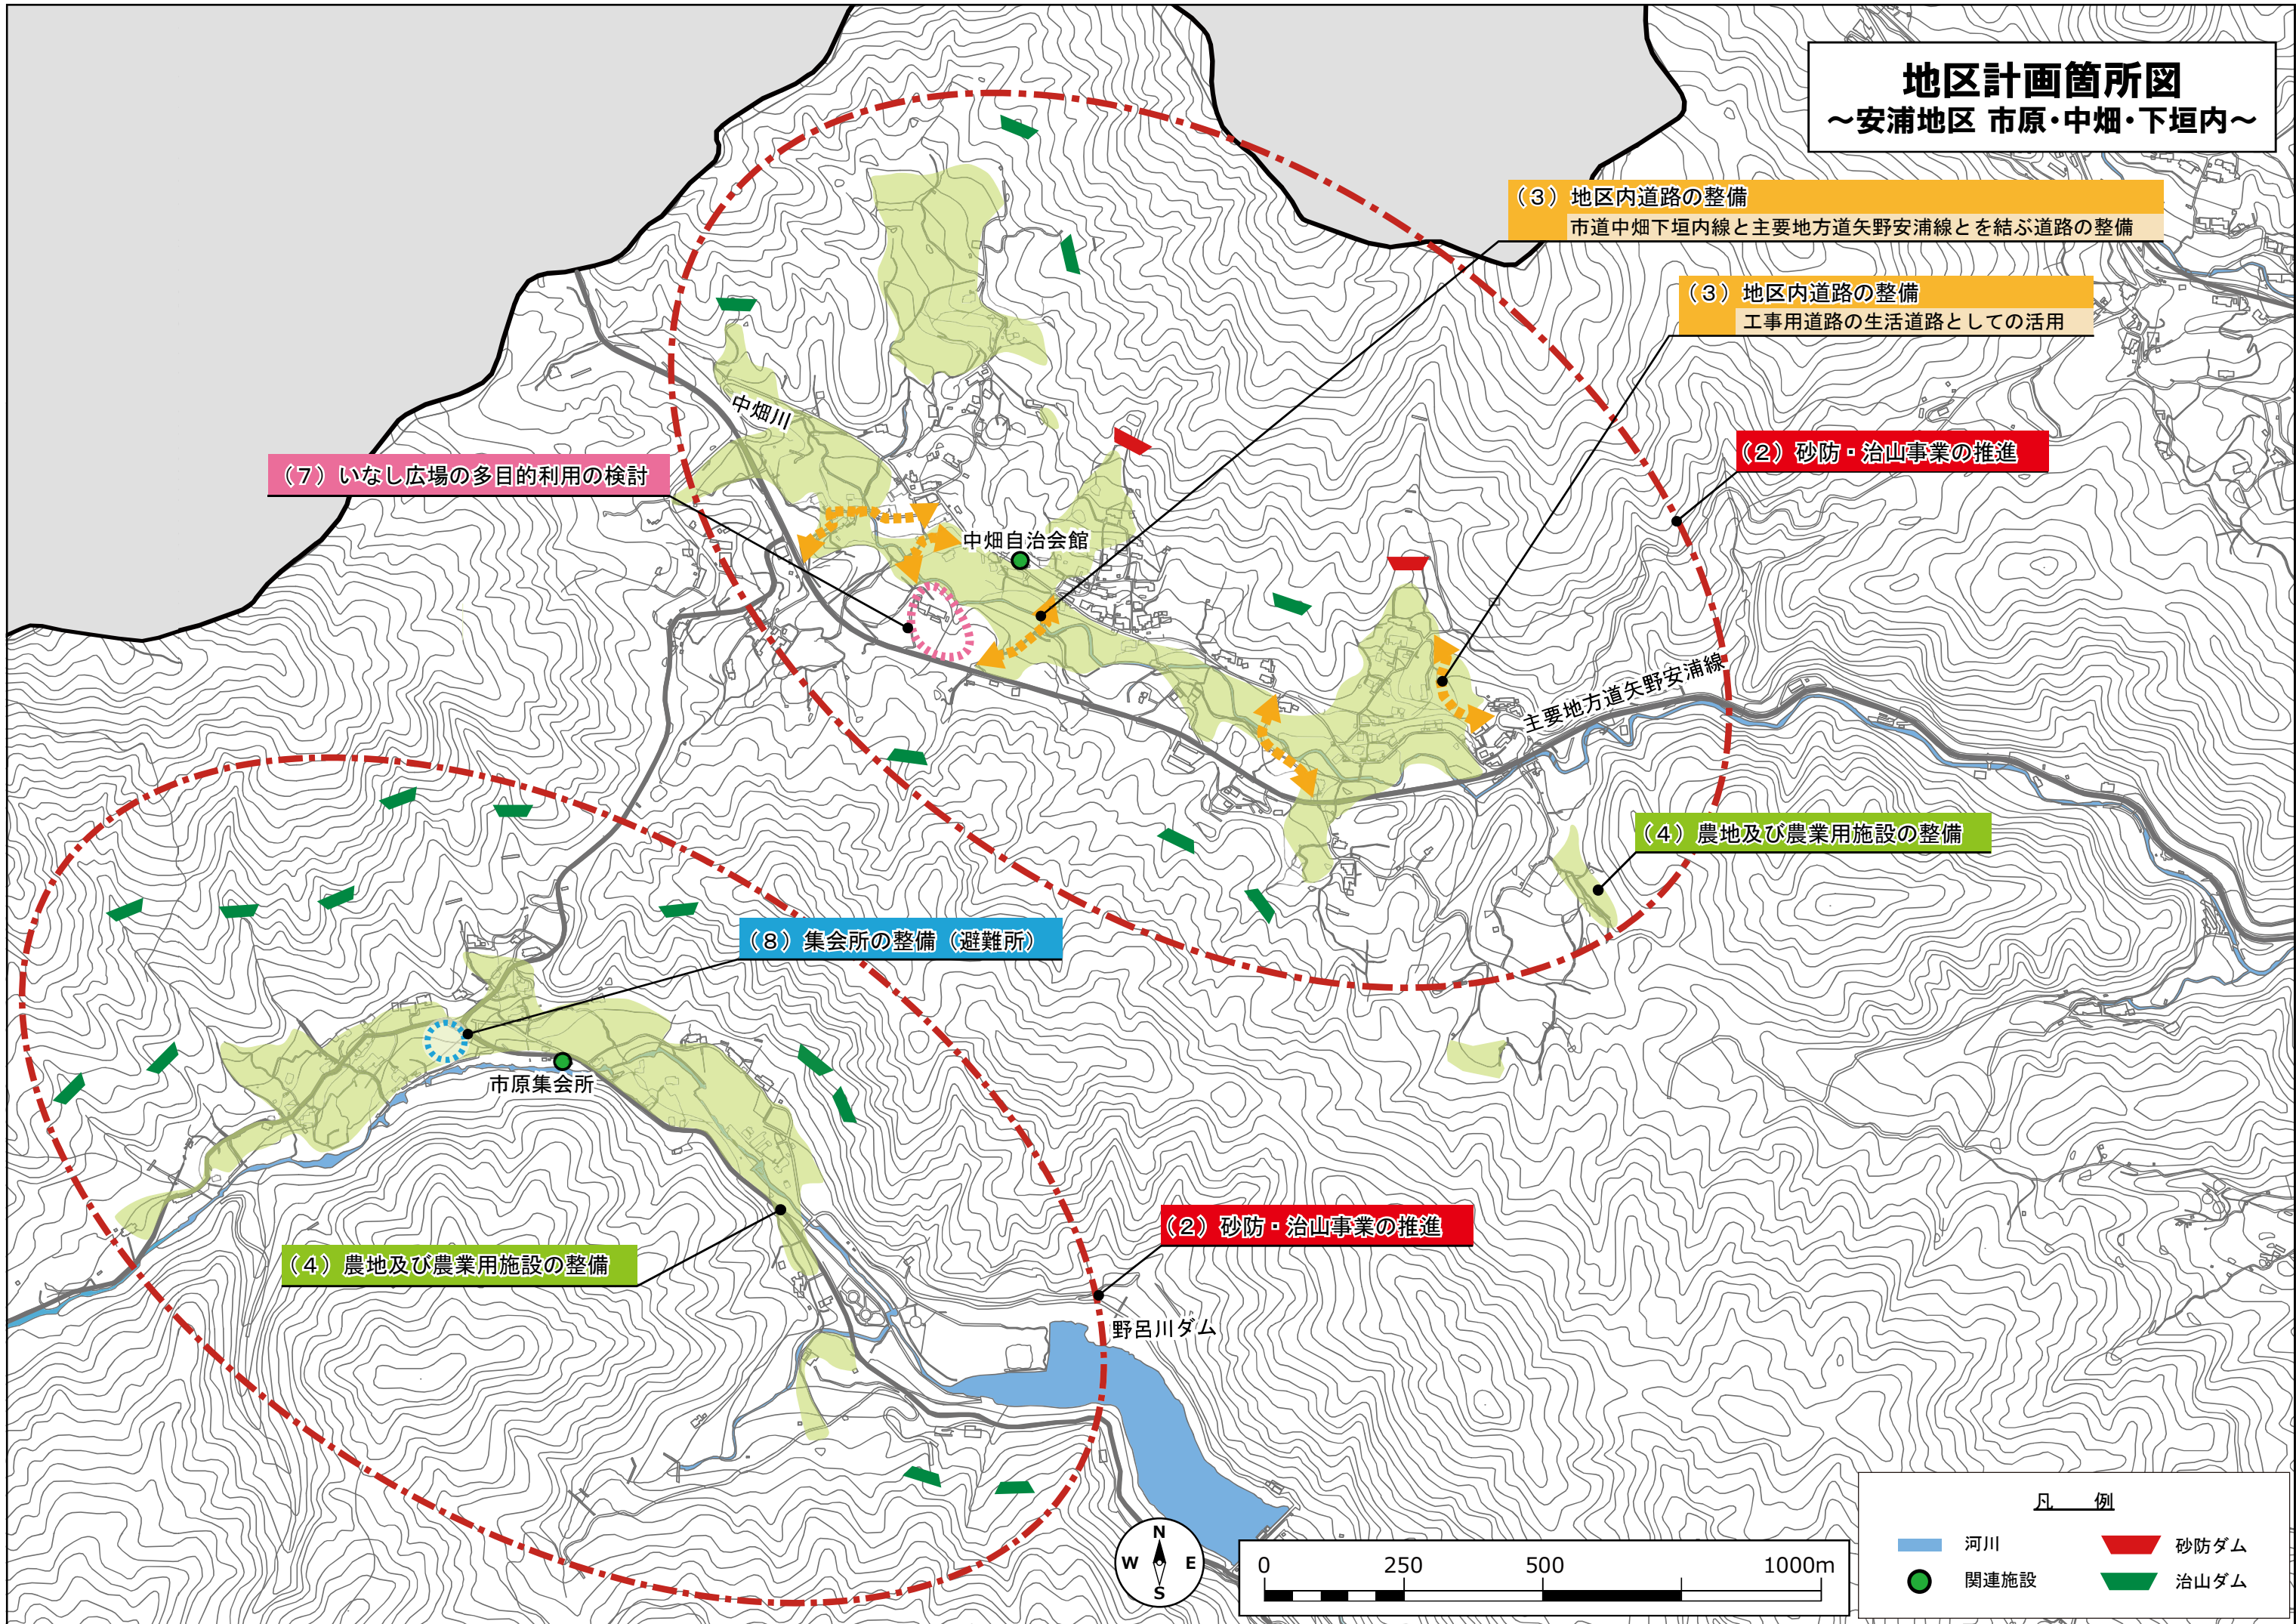 地区計画箇所図
～安浦地区 市原・中畑・下垣内～
（３）地区内道路の整備
市道中畑下垣内線と主要地方道矢野安浦線とを結ぶ道路の整備
（３）地区内道路の整備
工事用道路の生活道路としての活用
中畑川
（２）砂防・治山事業の推進
（７）いなし広場の多目的利用の検討
中畑自治会館
主要地方道矢野安浦線
（４）農地及び農業用施設の整備
（８）集会所の整備（避難所）
市原集会所
（２）砂防・治山事業の推進
（４）農地及び農業用施設の整備
野呂川ダム
N
W E
S
0 250 500 1000m
凡 例
河川
砂防ダム
関連施設
治山ダム